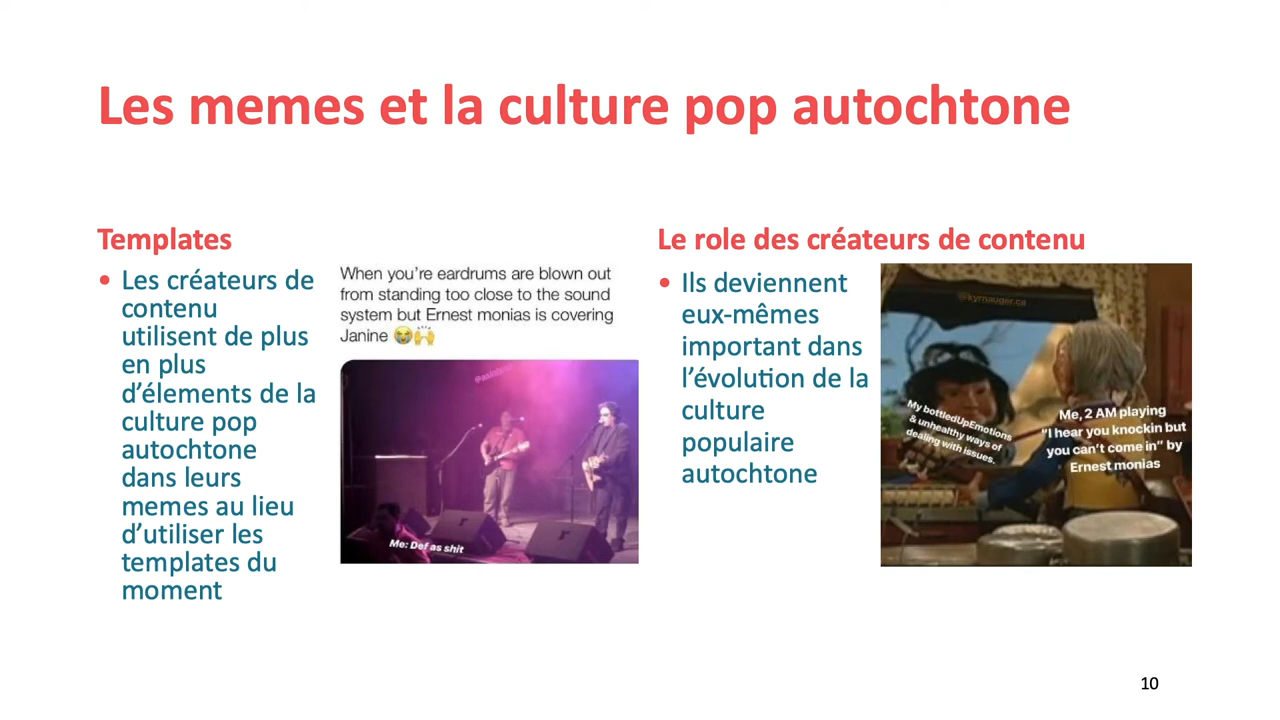 Les memes et la culture pop autochtone
Templates
• Les créateurs de
contenu
utilisent de plus
en plus
d’élements de la
culture pop
autochtone
dans leurs
memes au lieu
d’utiliser les
templates du
moment
When you’re eardrums are blown out
from standing too close to the sound
system but Ernest monias is covering
Janine 😭🙌
Me: Def as shit
Le role des créateurs de contenu
• Ils deviennent
eux-mêmes
important dans
l’évolution de la
culture
populaire
autochtone
@kymauger.ca
My bottledUpEmotions
& unhealthy ways of
dealing with issues.
Me, 2 AM playing
“I hear you knockin but
you can’t come in” by
Ernest monias
10